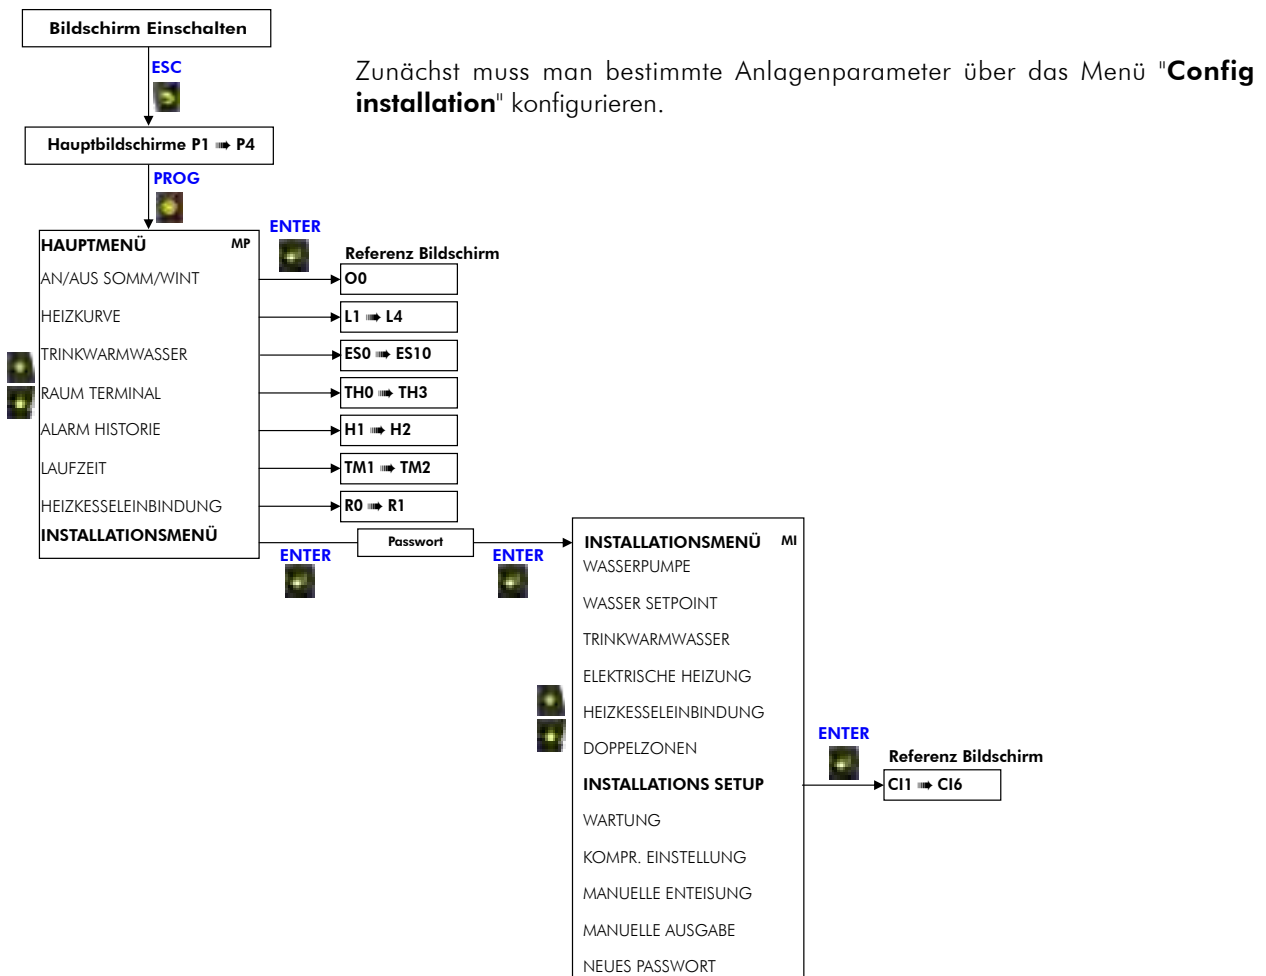 Bildschirm Einschalten
ESC
Zunächst muss man bestimmte Anlagenparameter über das Menü "Config
installation" konfigurieren.
Hauptbildschirme P1 ➠ P4
PROG
HAUPTMENÜ MP
ENTER
Referenz Bildschirm
AN/AUS SOMM/WINT
O0
HEIZKURVE
L1 ➠ L4
TRINKWARMWASSER
ES0 ➠ ES10
RAUM TERMINAL
TH0 ➠ TH3
ALARM HISTORIE
H1 ➠ H2
LAUFZEIT
TM1 ➠ TM2
HEIZKESSELEINBINDUNG
R0 ➠ R1
INSTALLATIONSMENÜ
ENTER
Passwort
ENTER
INSTALLATIONSMENÜ MI
WASSERPUMPE
WASSER SETPOINT
TRINKWARMWASSER
ELEKTRISCHE HEIZUNG
HEIZKESSELEINBINDUNG
DOPPELZONEN
INSTALLATIONS SETUP
ENTER
Referenz Bildschirm
CI1 ➠ CI6
WARTUNG
KOMPR. EINSTELLUNG
MANUELLE ENTEISUNG
MANUELLE AUSGABE
NEUES PASSWORT